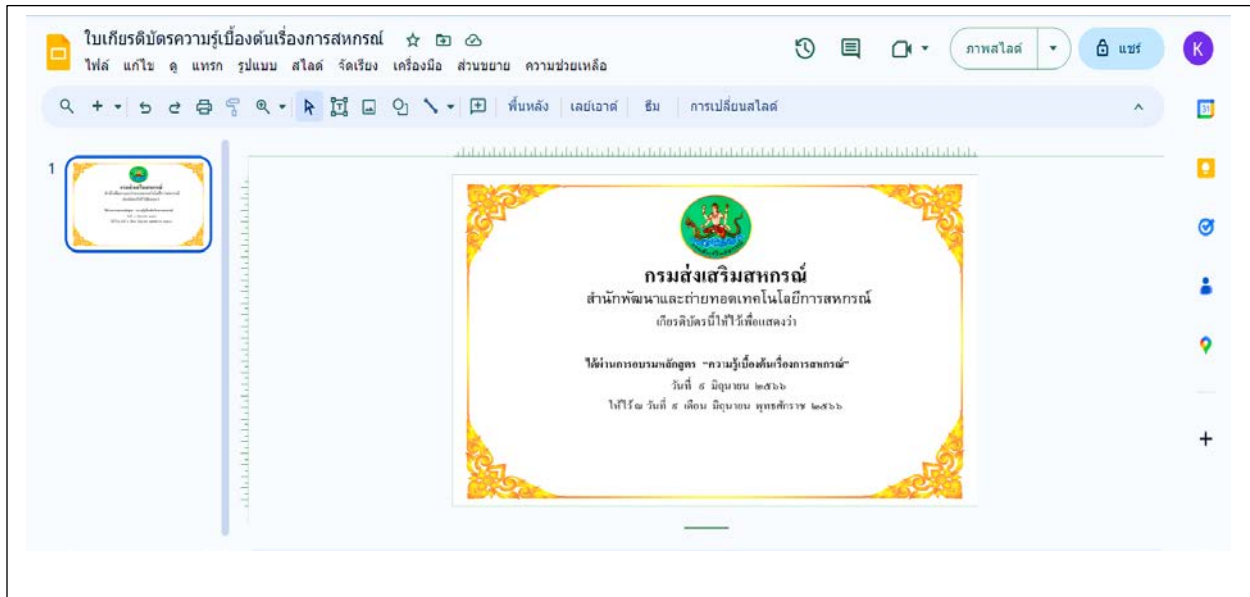 ใบเกียรติบัตรความรู้เบื้องต้นเรื่องการสหกรณ์
ไฟล์ แก้ไข ดู แทรก รูปแบบ สไลด์ จัดเรียง เครื่องมือ ส่วนขยาย ความช่วยเหลือ
ภาพสไลด์
แชร์
K
พื้นหลัง เลย์เอาต์ ธีม การเปลี่ยนสไลด์
31
1
กรมส่งเสริมสหกรณ์
สำนักพัฒนาและถ่ายทอดเทคโนโลยีการสหกรณ์
เกียรติบัตรนี้ให้ไว้เพื่อแสดงว่า
ได้ผ่านการอบรมหลักสูตร "ความรู้เบื้องต้นเรื่องการสหกรณ์"
วันที่ มิถุนายน ๒๕๖๖
ให้ไว้ ณ วันที่ เดือน มิถุนายน พุทธศักราช ๒๕๖๖